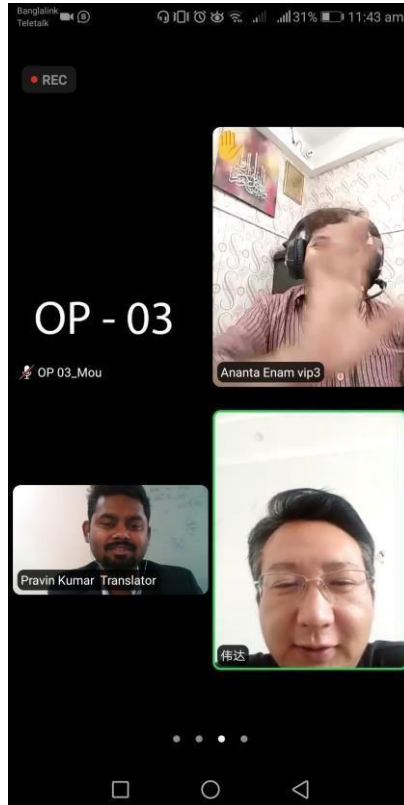 Banglalink
Teletalk
31% 11:43 am
REC
OP - 03
OP 03_Mou
Ananta Enam vip3
Pravin Kumar Translator
伟达